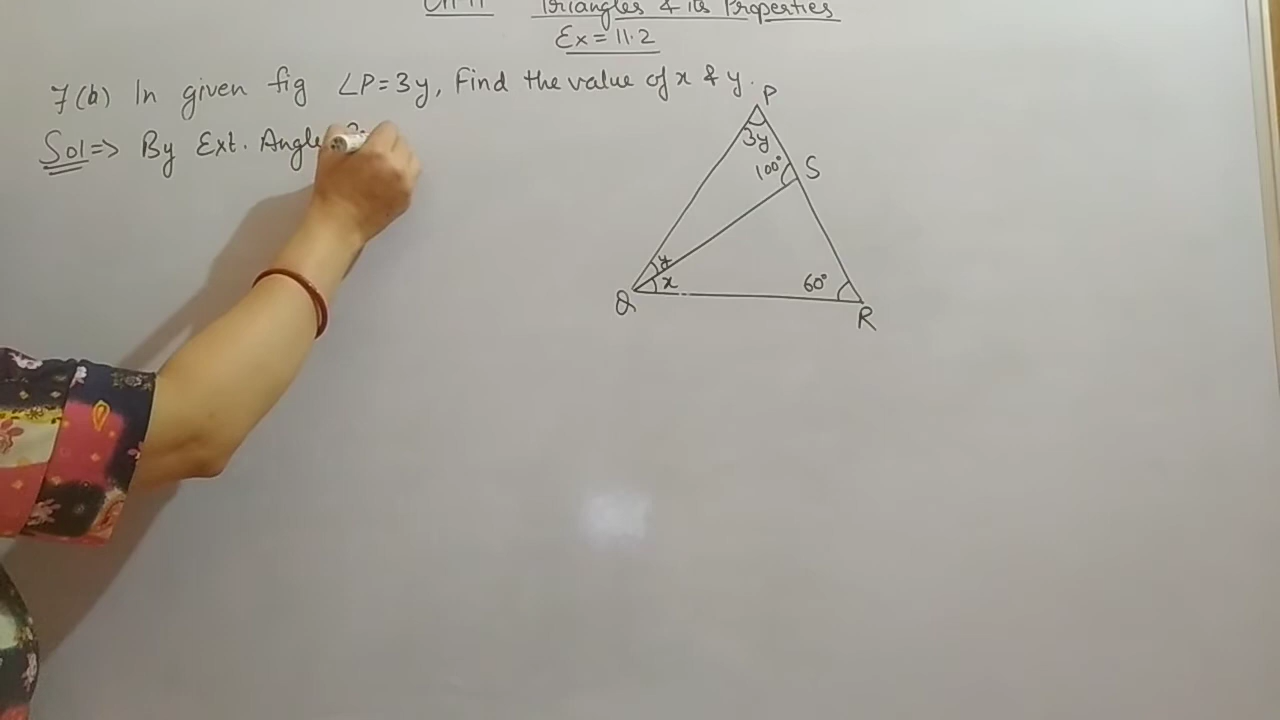 Triangles & its Properties
Ex = 11.2
7(b) In given fig ∠P=3y, Find the value of x & y.
Sol => By Ext. Angle
P
3y
100°
S
y
x
60°
Q
R